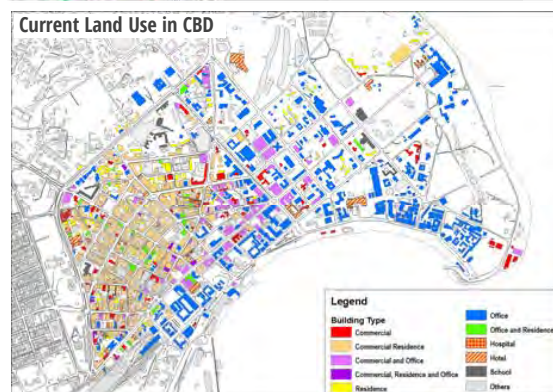 Current Land Use in CBD
Legend
Building Type
Commercial
Commercial Residence
Commercial and Office
Commercial, Residence and Office
Residence
Office
Office and Residence
Hospital
Hotel
School
Others